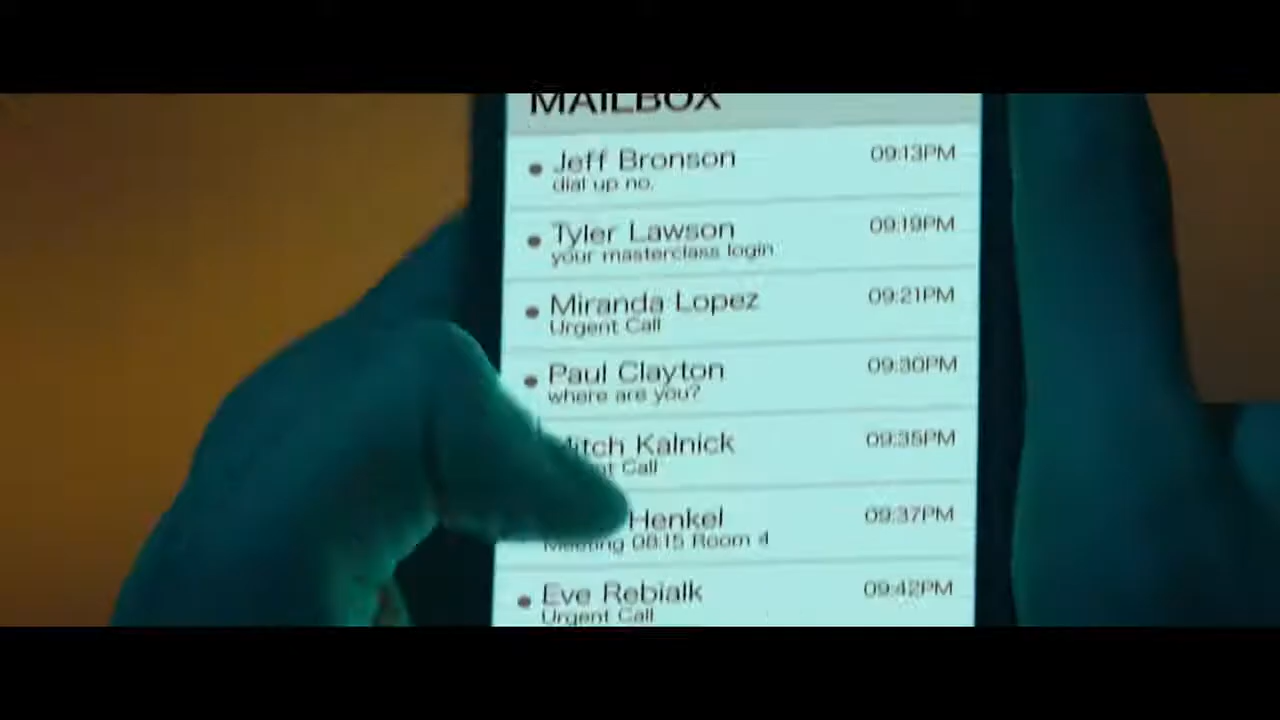 MAILBOX
Jeff Bronson 09:13PM
dial up no.
Tyler Lawson 09:19PM
your masterclass login
Miranda Lopez 09:21PM
Urgent Call
Paul Clayton 09:30PM
where are you?
Mitch Kalnick 09:35PM
Call
Henkel 09:37PM
Meeting 08:15 Room 4
Eve Rebialk 09:42PM
Urgent Call